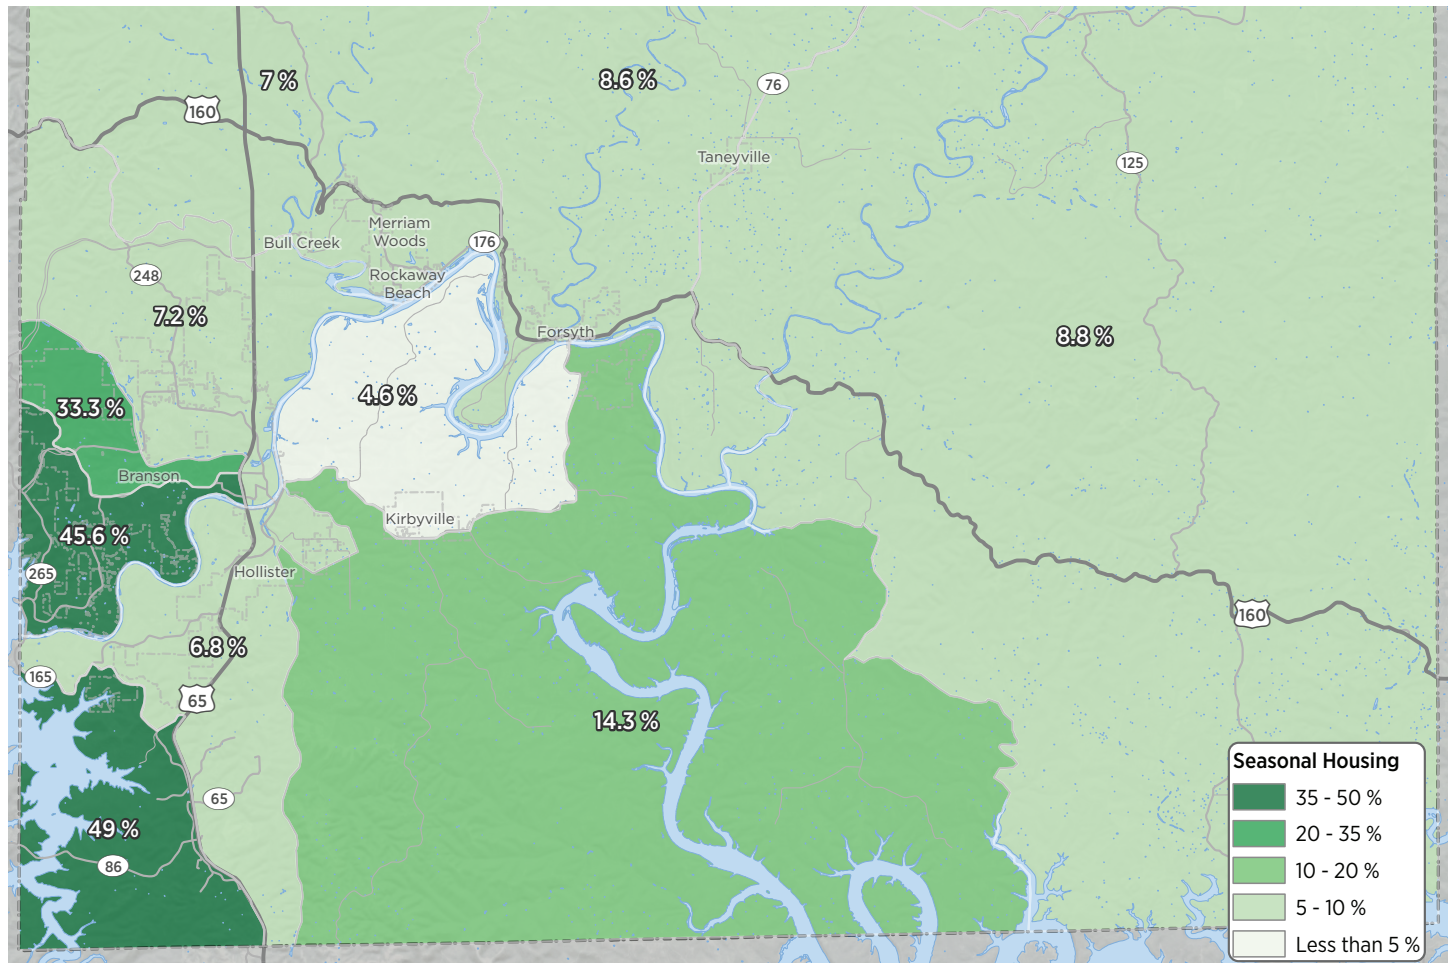 7 %
8.6 %
76
160
Taneyville
125
Merriam
Woods
Bull Creek
176
248
Rockaway
Beach
7.2 %
Forsyth
8.8 %
4.6 %
33.3 %
Branson
Kirbyville
45.6 %
265
Hollister
160
6.8 %
165
65
14.3 %
65
49 %
86
Seasonal Housing
35 - 50 %
20 - 35 %
10 - 20 %
5 - 10 %
Less than 5 %